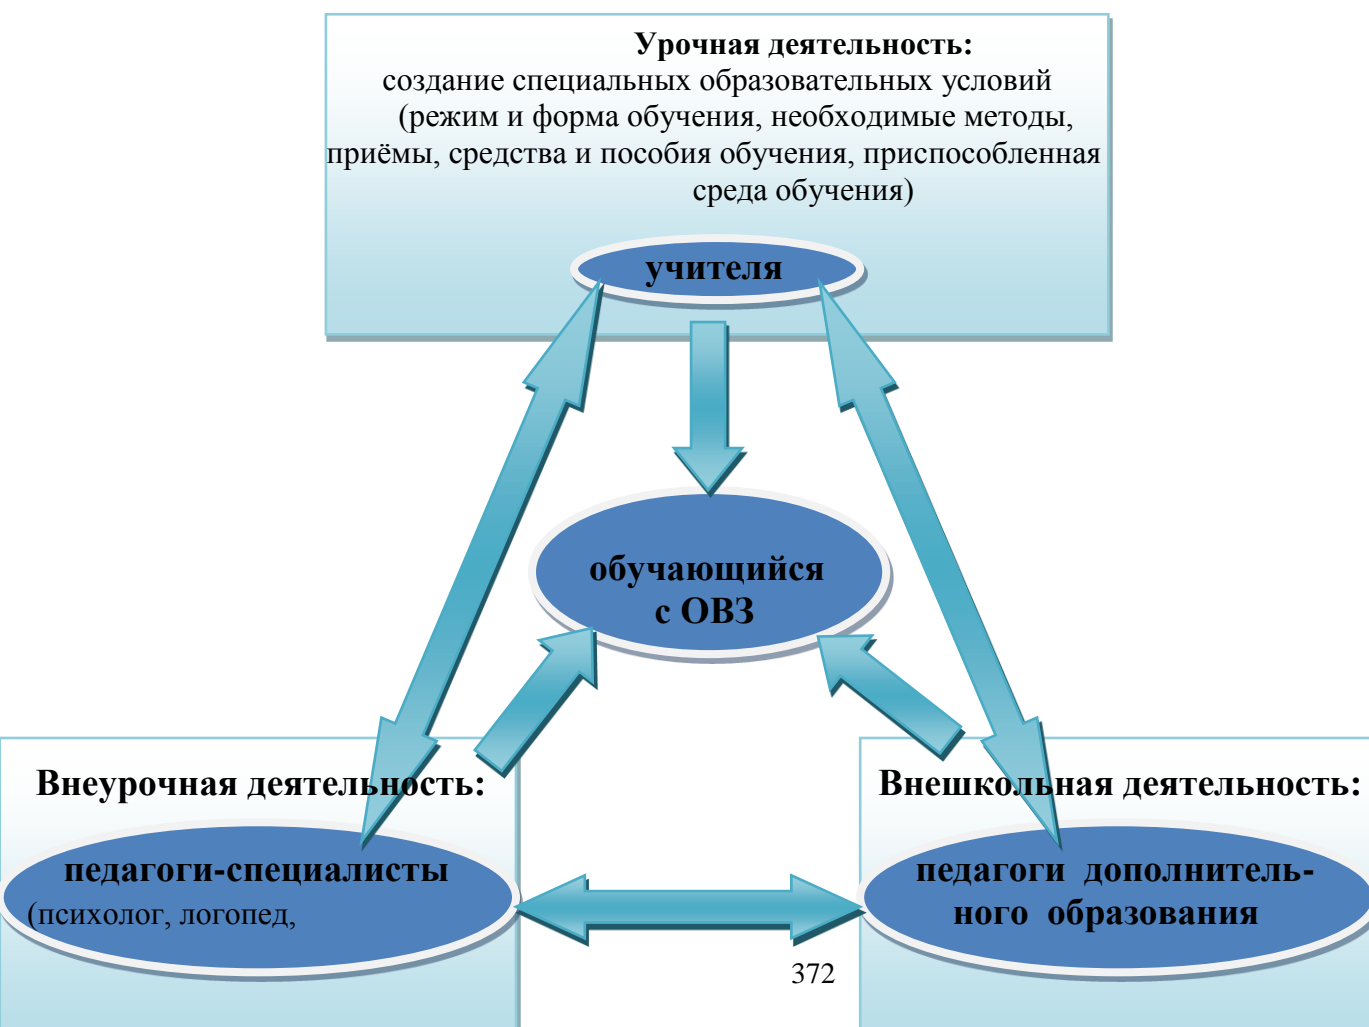 Урочная деятельность:
создание специальных образовательных условий
(режим и форма обучения, необходимые методы,
приёмы, средства и пособия обучения, приспособленная
среда обучения)
учителя
обучающийся
с ОВЗ
Внеурочная деятельность:
педагоги-специалисты
(психолог, логопед,
Внешкольная деятельность:
педагоги дополнитель-
ного образования
372